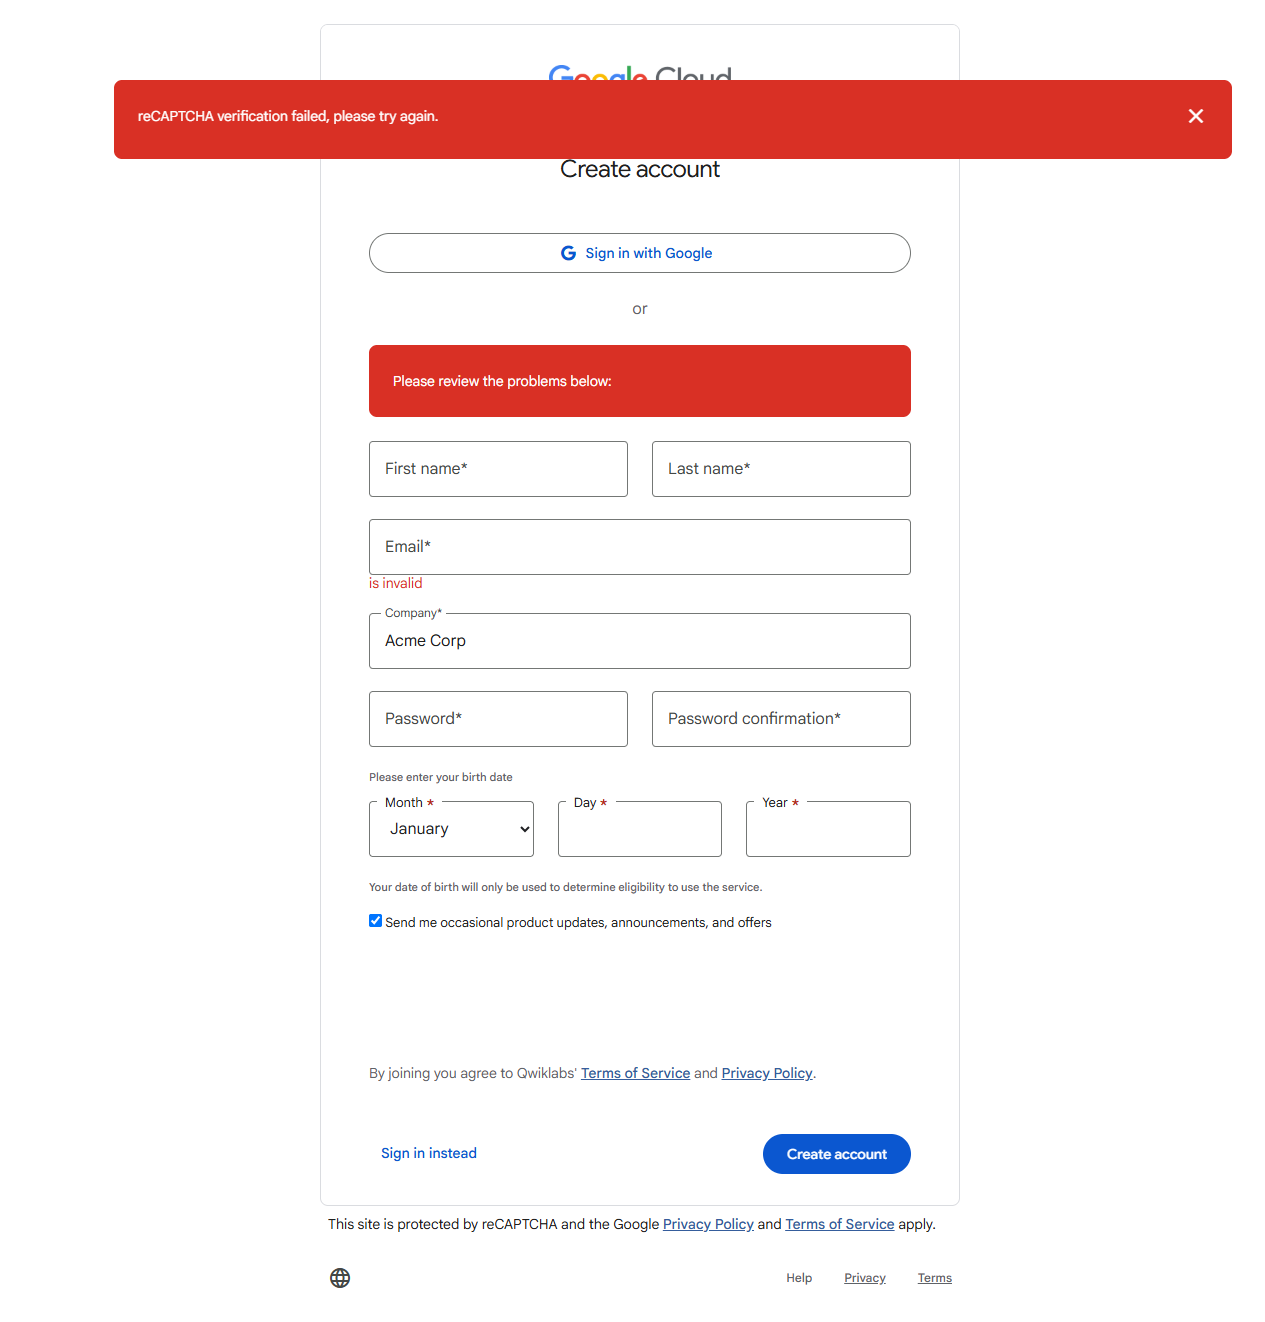 Google Cloud
reCAPTCHA verification failed, please try again.
Create account
Sign in with Google
or
Please review the problems below:
First name*
Last name*
Email*
is invalid
Company*
Acme Corp
Password*
Password confirmation*
Please enter your birth date
Month *
January
Day *
Year *
Your date of birth will only be used to determine eligibility to use the service.
Send me occasional product updates, announcements, and offers
By joining you agree to Qwiklabs' Terms of Service and Privacy Policy.
Sign in instead
Create account
This site is protected by reCAPTCHA and the Google Privacy Policy and Terms of Service apply.
Help
Privacy
Terms